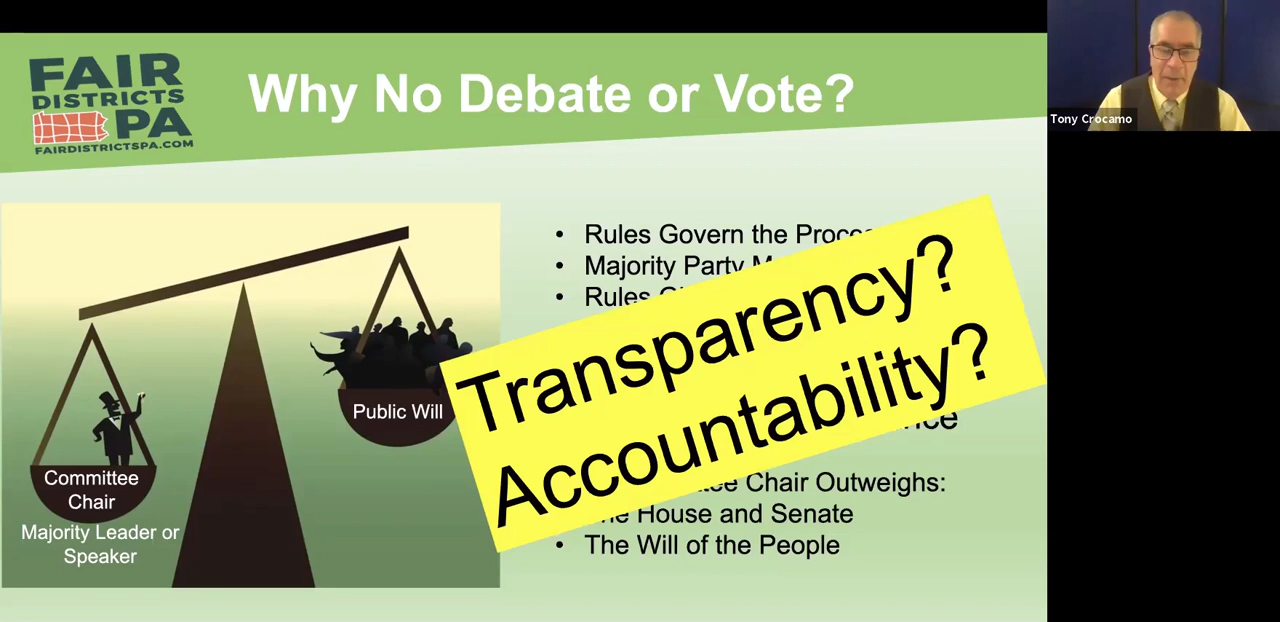 FAIR
DISTRICTS
PA
FAIRDISTRICTSPA.COM
Why No Debate or Vote?
Tony Crocamo
• Rules Govern the
• Majority Party
• Rules
Transparency?
Accountability?
Public Will
Committee
Chair
Majority Leader or
Speaker
Chair Outweighs:
House and Senate
• The Will of the People